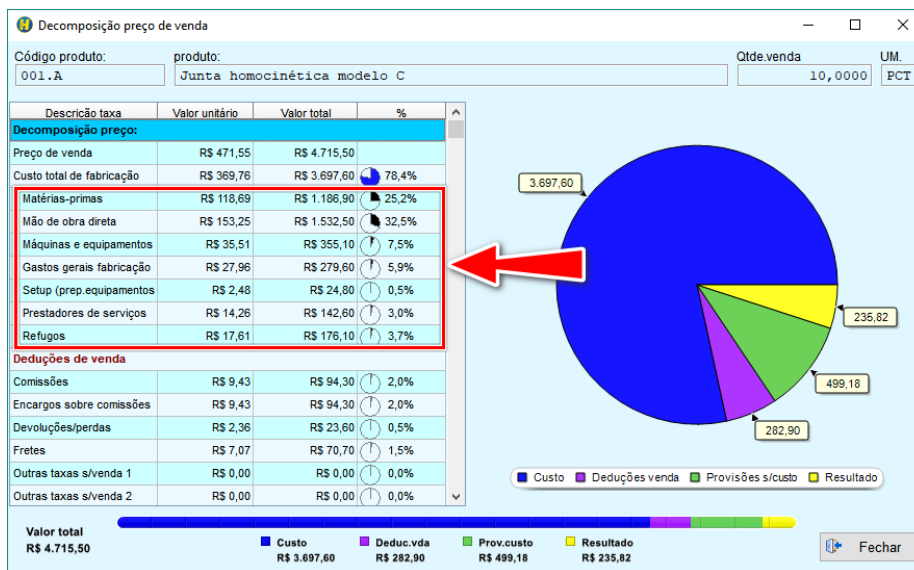 Decomposição preço de venda
Código produto: produto: Qtde.venda UM.
001.A Junta homocinética modelo C 10,0000 PCT
Descrição taxa Valor unitário Valor total %
Decomposição preço:
Preço de venda R$ 471,55 R$ 4.715,50
Custo total de fabricação R$ 369,76 R$ 3.697,60 78,4%
Matérias-primas R$ 118,69 R$ 1.186,90 25,2%
Mão de obra direta R$ 153,25 R$ 1.532,50 32,5%
Máquinas e equipamentos R$ 35,51 R$ 355,10 7,5%
Gastos gerais fabricação R$ 27,96 R$ 279,60 5,9%
Setup (prep.equipamentos R$ 2,48 R$ 24,80 0,5%
Prestadores de serviços R$ 14,26 R$ 142,60 3,0%
Refugos R$ 17,61 R$ 176,10 3,7%
Deduções de venda
Comissões R$ 9,43 R$ 94,30 2,0%
Encargos sobre comissões R$ 9,43 R$ 94,30 2,0%
Devoluções/perdas R$ 2,36 R$ 23,60 0,5%
Fretes R$ 7,07 R$ 70,70 1,5%
Outras taxas s/venda 1 R$ 0,00 R$ 0,00 0,0%
Outras taxas s/venda 2 R$ 0,00 R$ 0,00 0,0%
3.697,60
235,82
499,18
282,90
Custo Deduções venda Provisões s/custo Resultado
Valor total
R$ 4.715,50
Custo Deduc.vda Prov.custo Resultado
R$ 3.697,60 R$ 282,90 R$ 499,18 R$ 235,82
Fechar